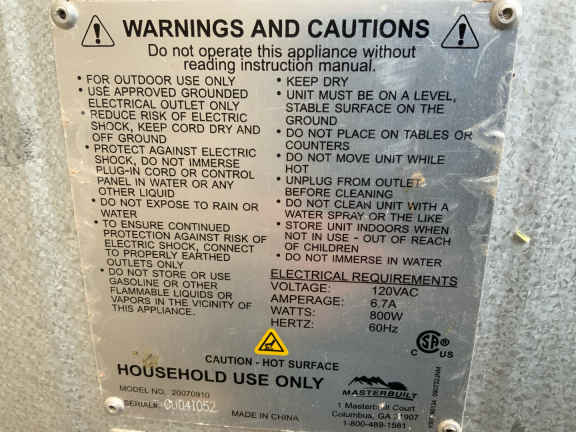 WARNINGS AND CAUTIONS
Do not operate this appliance without
reading instruction manual.
• FOR OUTDOOR USE ONLY
• USE APPROVED GROUNDED
ELECTRICAL OUTLET ONLY
• REDUCE RISK OF ELECTRIC
SHOCK, KEEP CORD DRY AND
OFF GROUND
• PROTECT AGAINST ELECTRIC
SHOCK, DO NOT IMMERSE
PLUG-IN CORD OR CONTROL
PANEL IN WATER OR ANY
OTHER LIQUID
• DO NOT EXPOSE TO RAIN OR
WATER
• TO ENSURE CONTINUED
PROTECTION AGAINST RISK OF
ELECTRIC SHOCK, CONNECT
TO PROPERLY EARTHED
OUTLETS ONLY
• DO NOT STORE OR USE
GASOLINE OR OTHER
FLAMMABLE LIQUIDS OR
VAPORS IN THE VICINITY OF
THIS APPLIANCE.
• KEEP DRY
• UNIT MUST BE ON A LEVEL,
STABLE SURFACE ON THE
GROUND
• DO NOT PLACE ON TABLES OR
COUNTERS
• DO NOT MOVE UNIT WHILE
HOT
• UNPLUG FROM OUTLET
BEFORE CLEANING
• DO NOT CLEAN UNIT WITH A
WATER SPRAY OR THE LIKE
• STORE UNIT INDOORS WHEN
NOT IN USE - OUT OF REACH
OF CHILDREN
• DO NOT IMMERSE IN WATER
ELECTRICAL REQUIREMENTS
VOLTAGE: 120VAC
AMPERAGE: 6.7A
WATTS: 800W
HERTZ: 60Hz
CAUTION - HOT SURFACE
HOUSEHOLD USE ONLY
MODEL NO. 20070910
SERIAL#
MADE IN CHINA
C SA ® US
MASTERBUILT
1 Masterbuilt Court
Columbus, GA 31907
1-800-489-1581